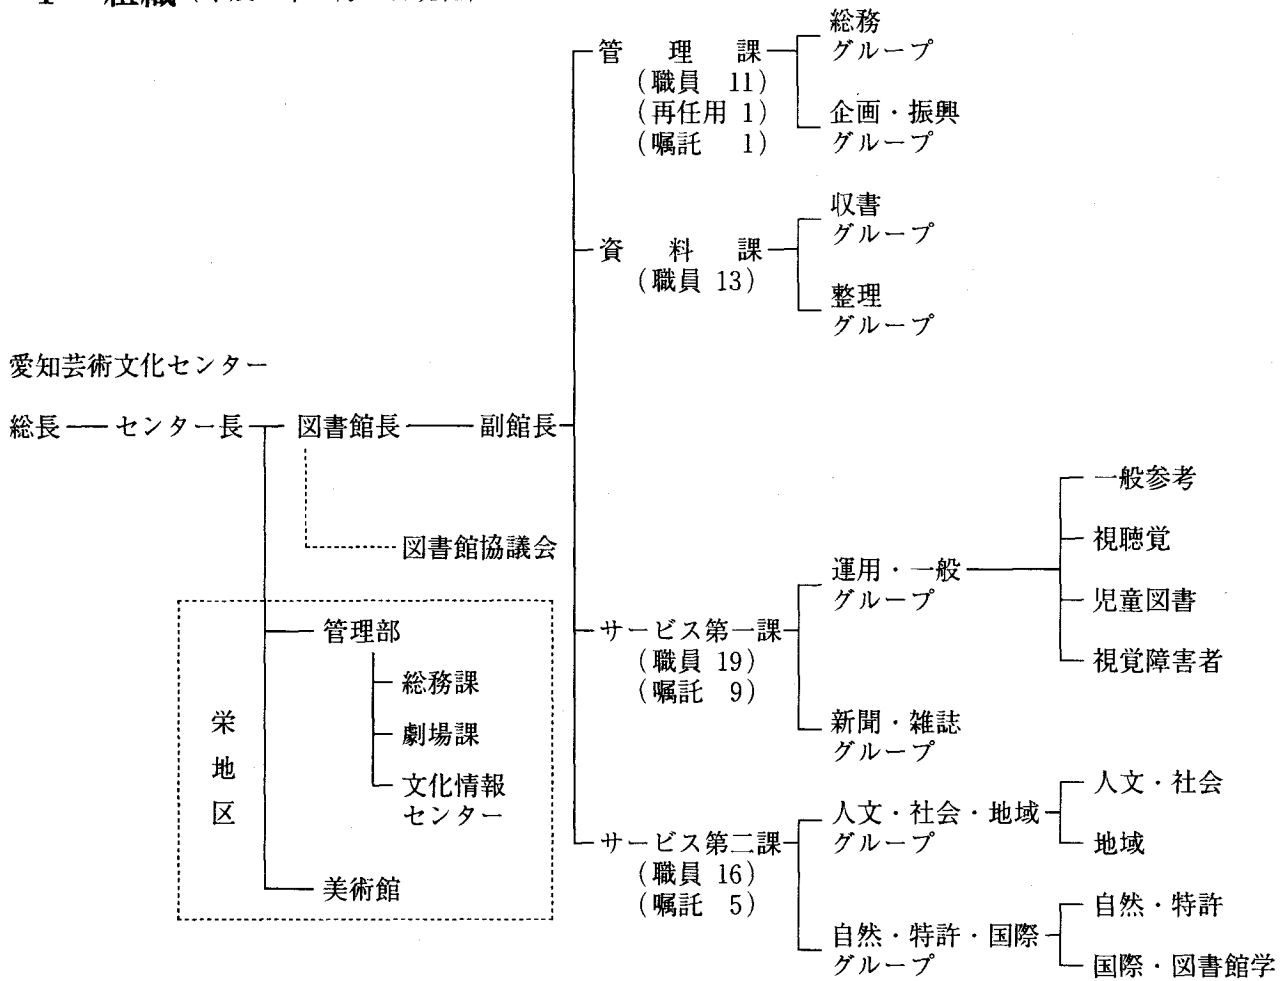 組織
総務
グループ
管理課
(職員 11)
(再任用 1)
(嘱託 1)
企画・振興
グループ
収書
グループ
資料課
(職員 13)
整理
グループ
愛知芸術文化センター
総長
センター長
図書館長
副館長
図書館協議会
栄地区
管理部
総務課
劇場課
文化情報
センター
美術館
サービス第一課
(職員 19)
(嘱託 9)
運用・一般
グループ
一般参考
視聴覚
児童図書
視覚障害者
新聞・雑誌
グループ
サービス第二課
(職員 16)
(嘱託 5)
人文・社会・地域
グループ
人文・社会
地域
自然・特許・国際
グループ
自然・特許
国際・図書館学